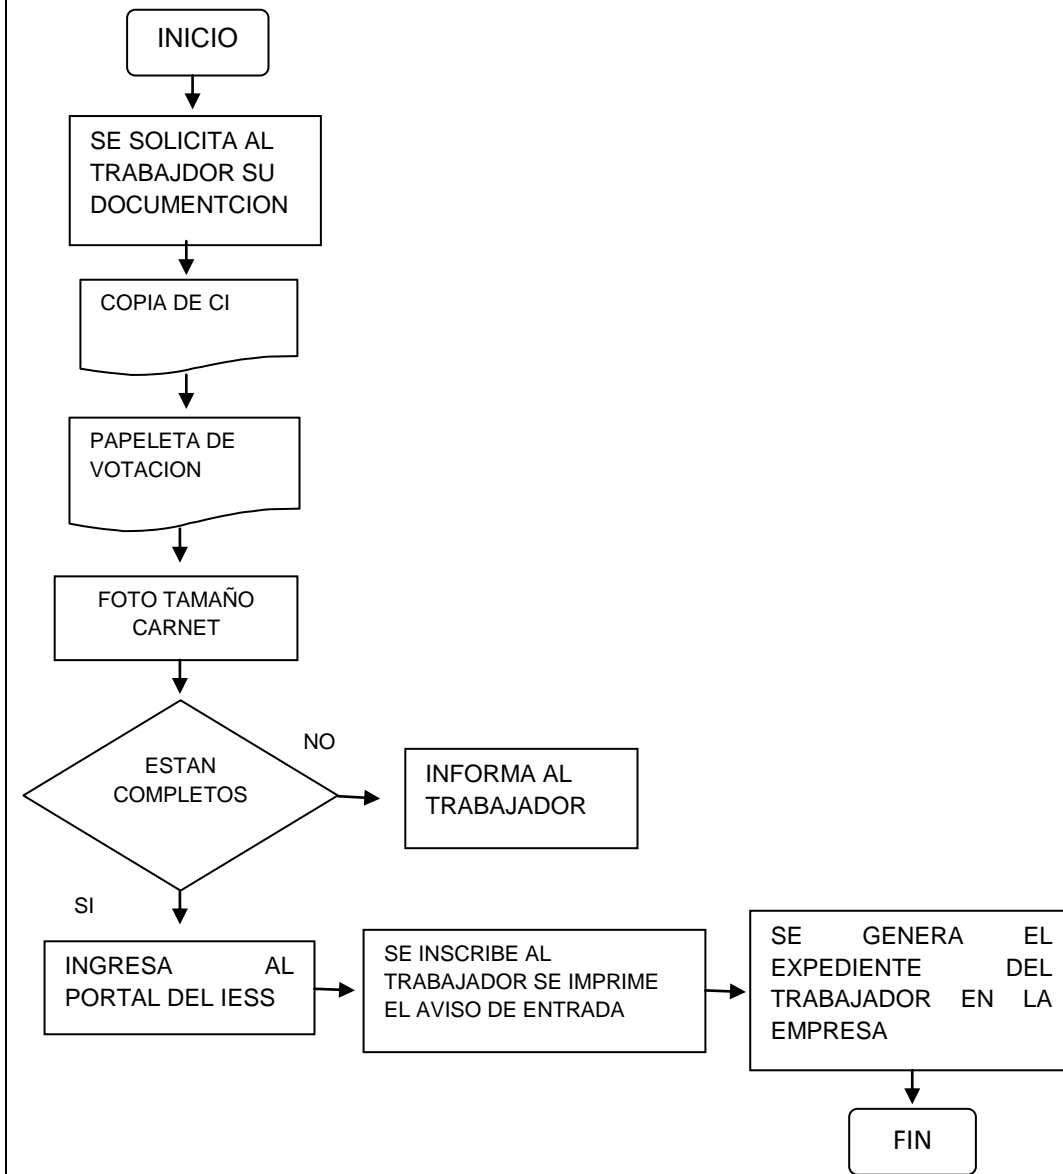 INICIO
SE SOLICITA AL
TRABAJDOR SU
DOCUMENTCION
COPIA DE CI
PAPELETA DE
VOTACION
FOTO TAMAÑO
CARNET
ESTAN
COMPLETOS
NO
INFORMA AL
TRABAJADOR
SI
INGRESA AL
PORTAL DEL IESS
SE INSCRIBE AL
TRABAJADOR SE IMPRIME
EL AVISO DE ENTRADA
SE GENERA EL
EXPEDIENTE DEL
TRABAJADOR EN LA
EMPRESA
FIN